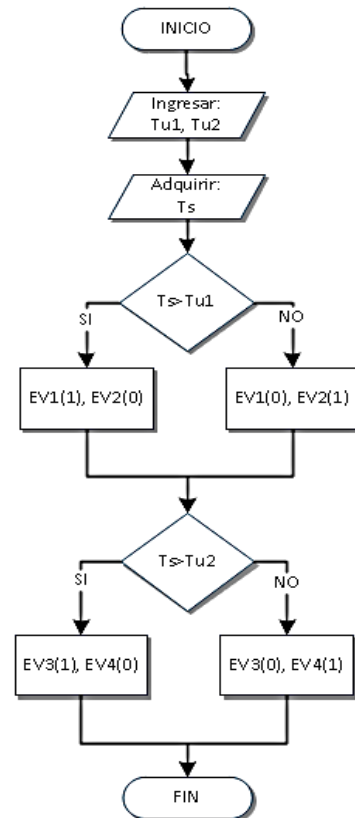 INICIO
Ingresar:
Tu1, Tu2
Adquirir:
Ts
Ts>Tu1
SI
NO
EV1(1), EV2(0)
EV1(0), EV2(1)
Ts>Tu2
SI
NO
EV3(1), EV4(0)
EV3(0), EV4(1)
FIN